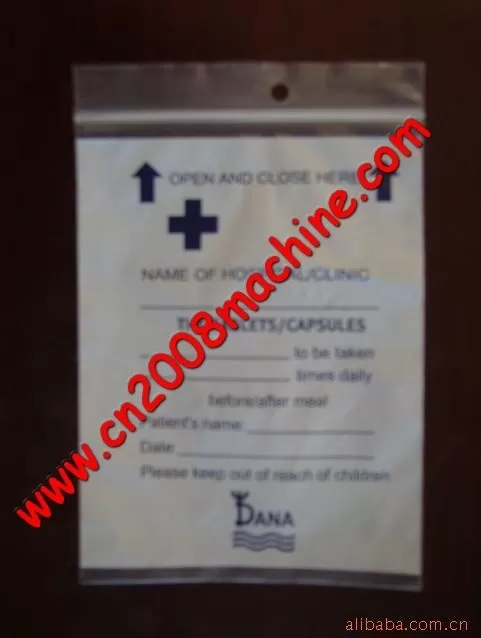 OPEN AND CLOSE HERE
NAME OF HOSPITAL/CLINIC
THE TABLETS/CAPSULES
to be taken
times daily
before/after meal
Patient's name
Date
Please keep out of reach of children
DANA
www.cn2008machine.com
alibaba.com.cn